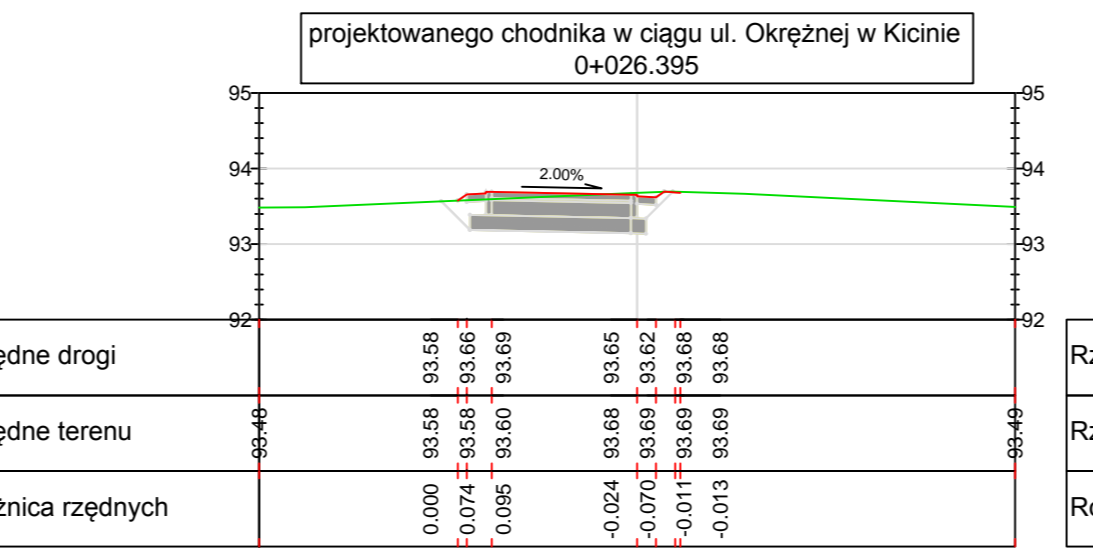 projektowanego chodnika w ciągu ul. Okrężnej w Kicinie
0+026.395
95 95
94 94
2.00%
93 93
92 92
ędne drogi 93.58 93.66 93.69 93.65 93.62 93.68 93.68 Rz
ędne terenu 93.48 93.58 93.58 93.60 93.68 93.69 93.69 93.69 93.49 Rz
żnica rzędnych 0.000 0.074 0.095 -0.024 -0.070 -0.011 -0.013 Ró